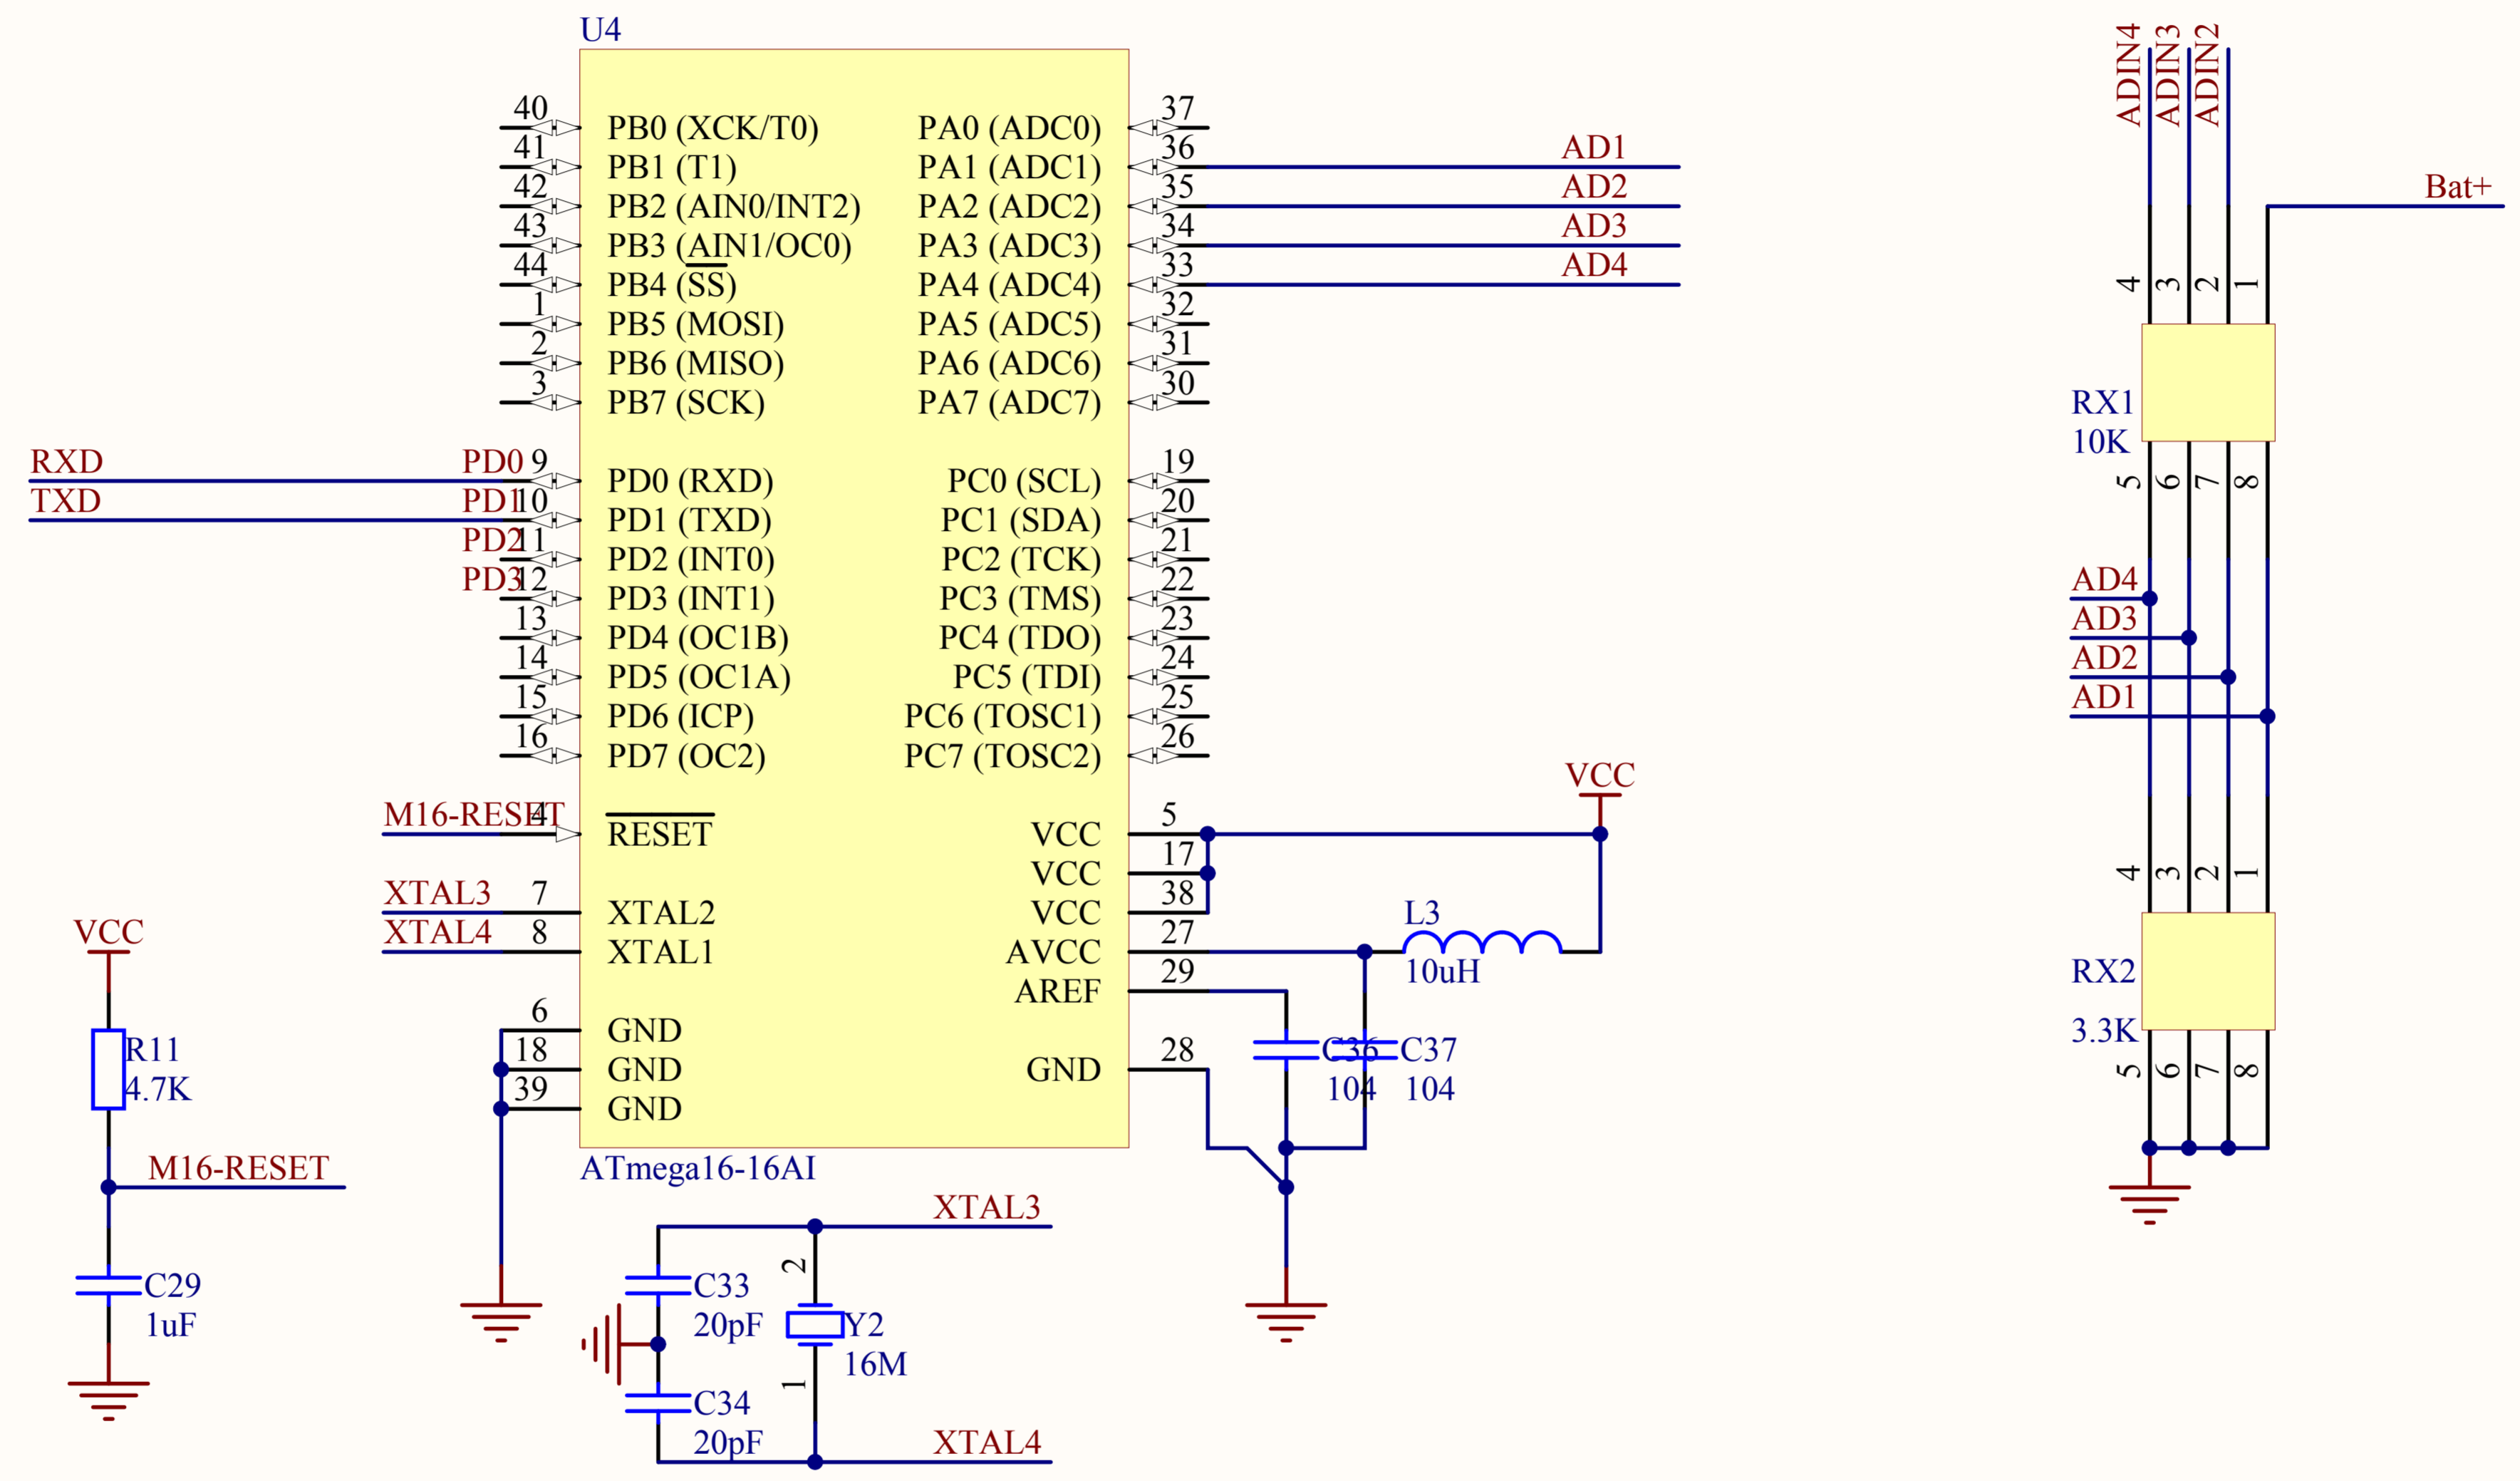 U4
40 PB0 (XCK/T0) PA0 (ADC0) 37
41 PB1 (T1) PA1 (ADC1) 36 AD1
42 PB2 (AIN0/INT2) PA2 (ADC2) 35 AD2
43 PB3 (AIN1/OC0) PA3 (ADC3) 34 AD3
44 PB4 (SS) PA4 (ADC4) 33 AD4
1 PB5 (MOSI) PA5 (ADC5) 32
2 PB6 (MISO) PA6 (ADC6) 31
3 PB7 (SCK) PA7 (ADC7) 30
RXD PD0 9 PD0 (RXD) PC0 (SCL) 19
TXD PD1 10 PD1 (TXD) PC1 (SDA) 20
PD2 11 PD2 (INT0) PC2 (TCK) 21
PD3 12 PD3 (INT1) PC3 (TMS) 22
13 PD4 (OC1B) PC4 (TDO) 23
14 PD5 (OC1A) PC5 (TDI) 24
15 PD6 (ICP) PC6 (TOSC1) 25
16 PD7 (OC2) PC7 (TOSC2) 26
M16-RESET 4 RESET VCC 5
VCC 17
XTAL3 7 XTAL2 VCC 38
XTAL4 8 XTAL1 AVCC 27
AREF 29
6 GND
18 GND GND 28
39 GND
ATmega16-16AI
VCC
L3
10uH
C36
104
C37
104
VCC
R11
4.7K
M16-RESET
C29
1uF
XTAL3
C33
20pF
2
Y2
16M
1
C34
20pF
XTAL4
ADIN4
ADIN3
ADIN2
Bat+
4 3 2 1
RX1
10K
5 6 7 8
AD4
AD3
AD2
AD1
4 3 2 1
RX2
3.3K
5 6 7 8